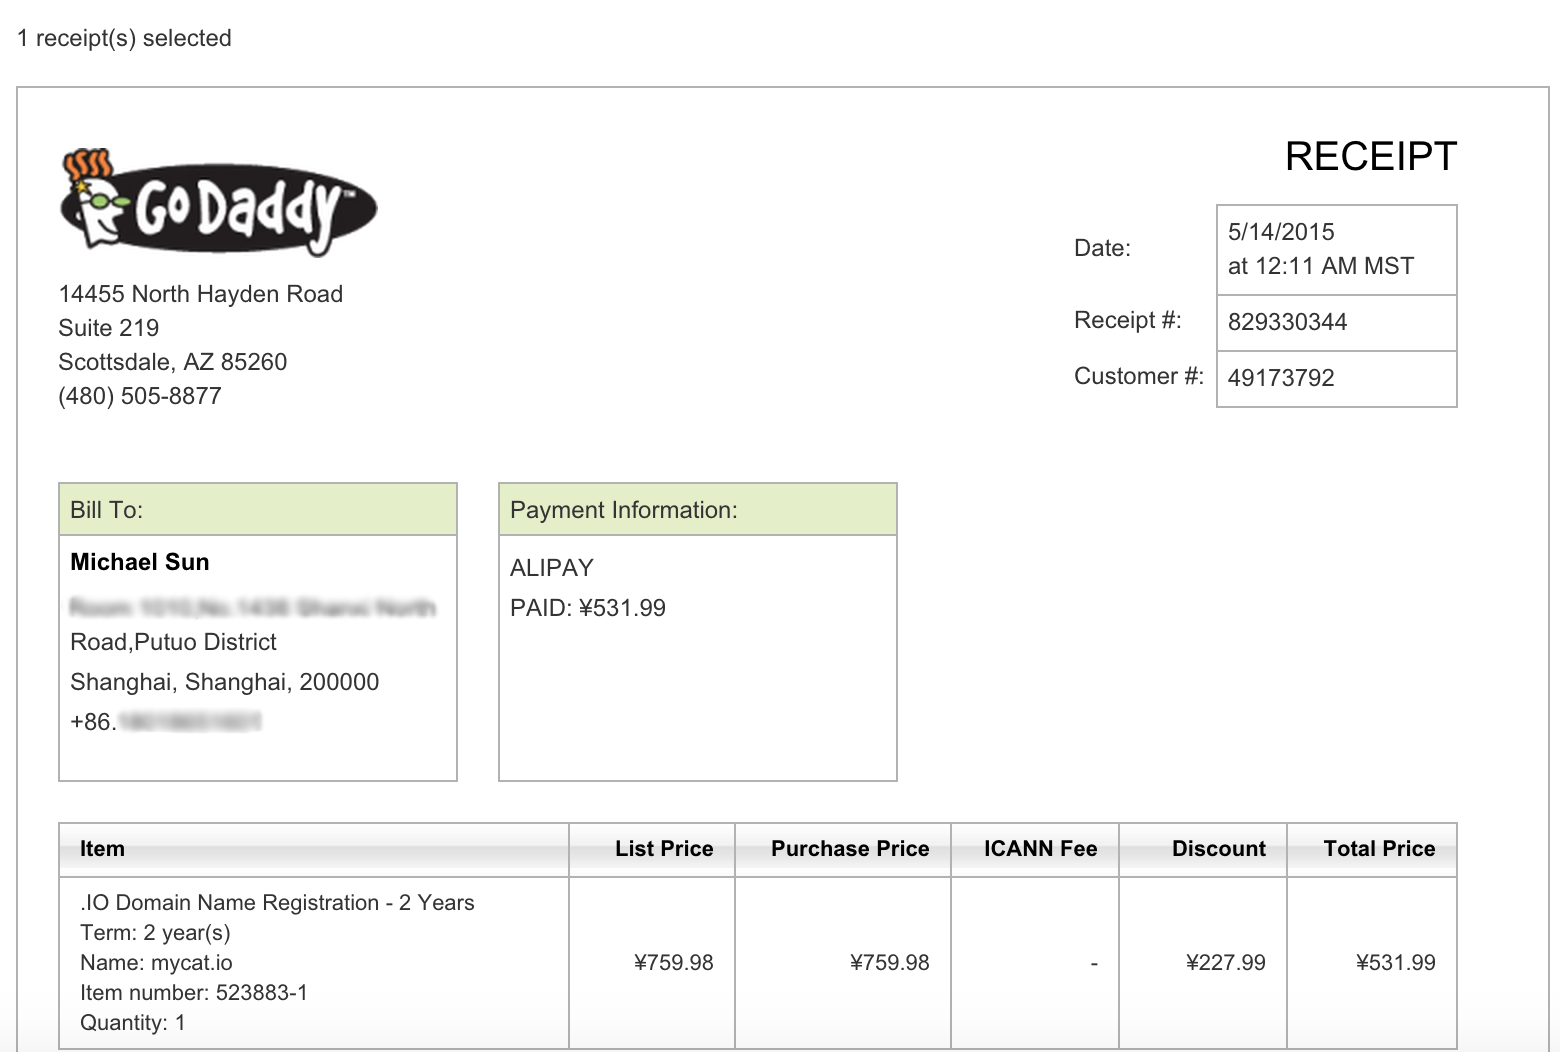 1 receipt(s) selected
GoDaddy™
RECEIPT
14455 North Hayden Road
Suite 219
Scottsdale, AZ 85260
(480) 505-8877
Date: 5/14/2015
at 12:11 AM MST
Receipt #: 829330344
Customer #: 49173792
Bill To:
Michael Sun
Road,Putuo District
Shanghai, Shanghai, 200000
+86.
Payment Information:
ALIPAY
PAID: ¥531.99
Item List Price Purchase Price ICANN Fee Discount Total Price
.IO Domain Name Registration - 2 Years
Term: 2 year(s)
Name: mycat.io
Item number: 523883-1
Quantity: 1
¥759.98 ¥759.98 - ¥227.99 ¥531.99